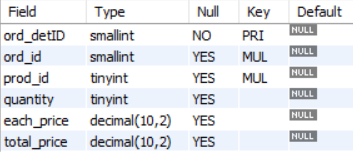 Field Type Null Key Default
ord_detID smallint NO PRI NULL
ord_id smallint YES MUL NULL
prod_id tinyint YES MUL NULL
quantity tinyint YES NULL
each_price decimal(10,2) YES NULL
total_price decimal(10,2) YES NULL